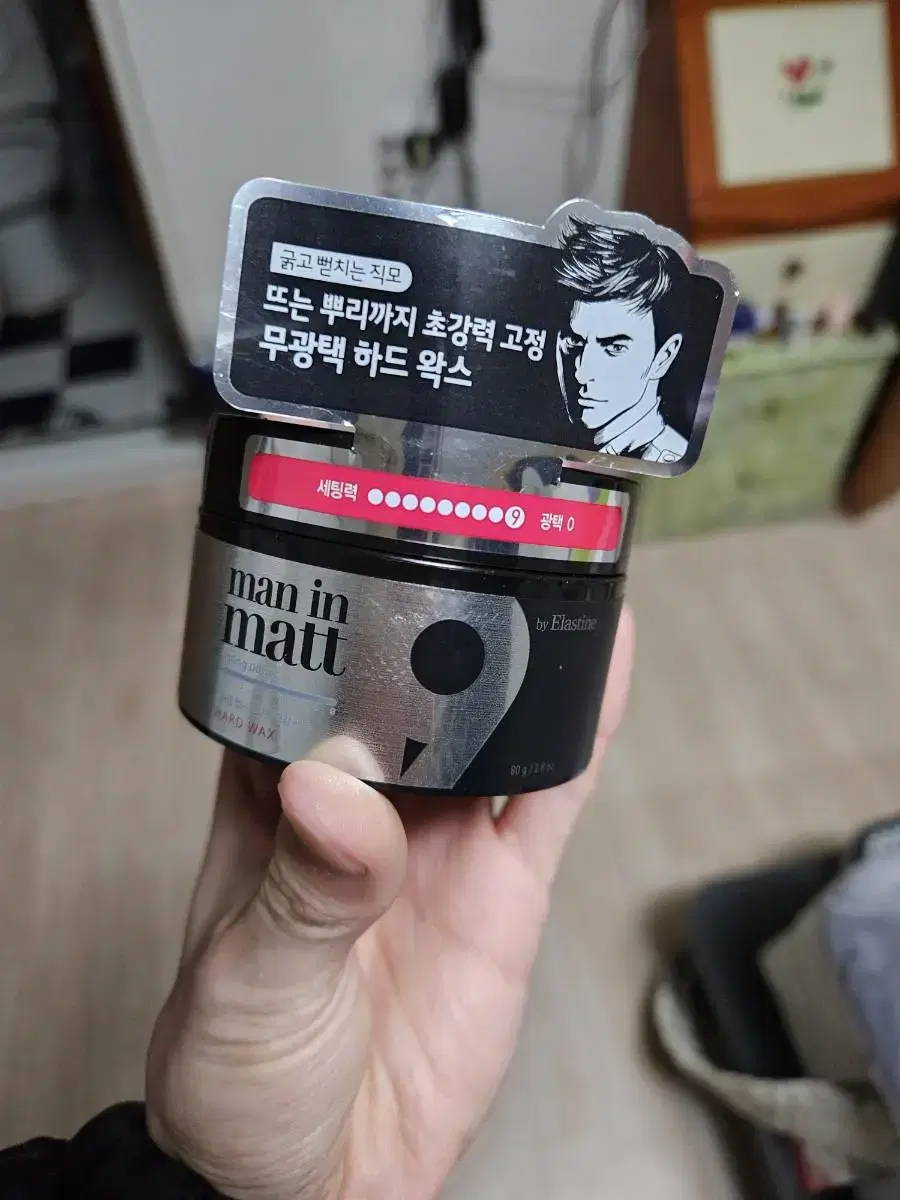 굵고 뻗치는 직모
뜨는 뿌리까지 초강력 고정
무광택 하드 왁스
세팅력 9 광택 0
man in
matt
9
by Elastine
HARD WAX
80 g /